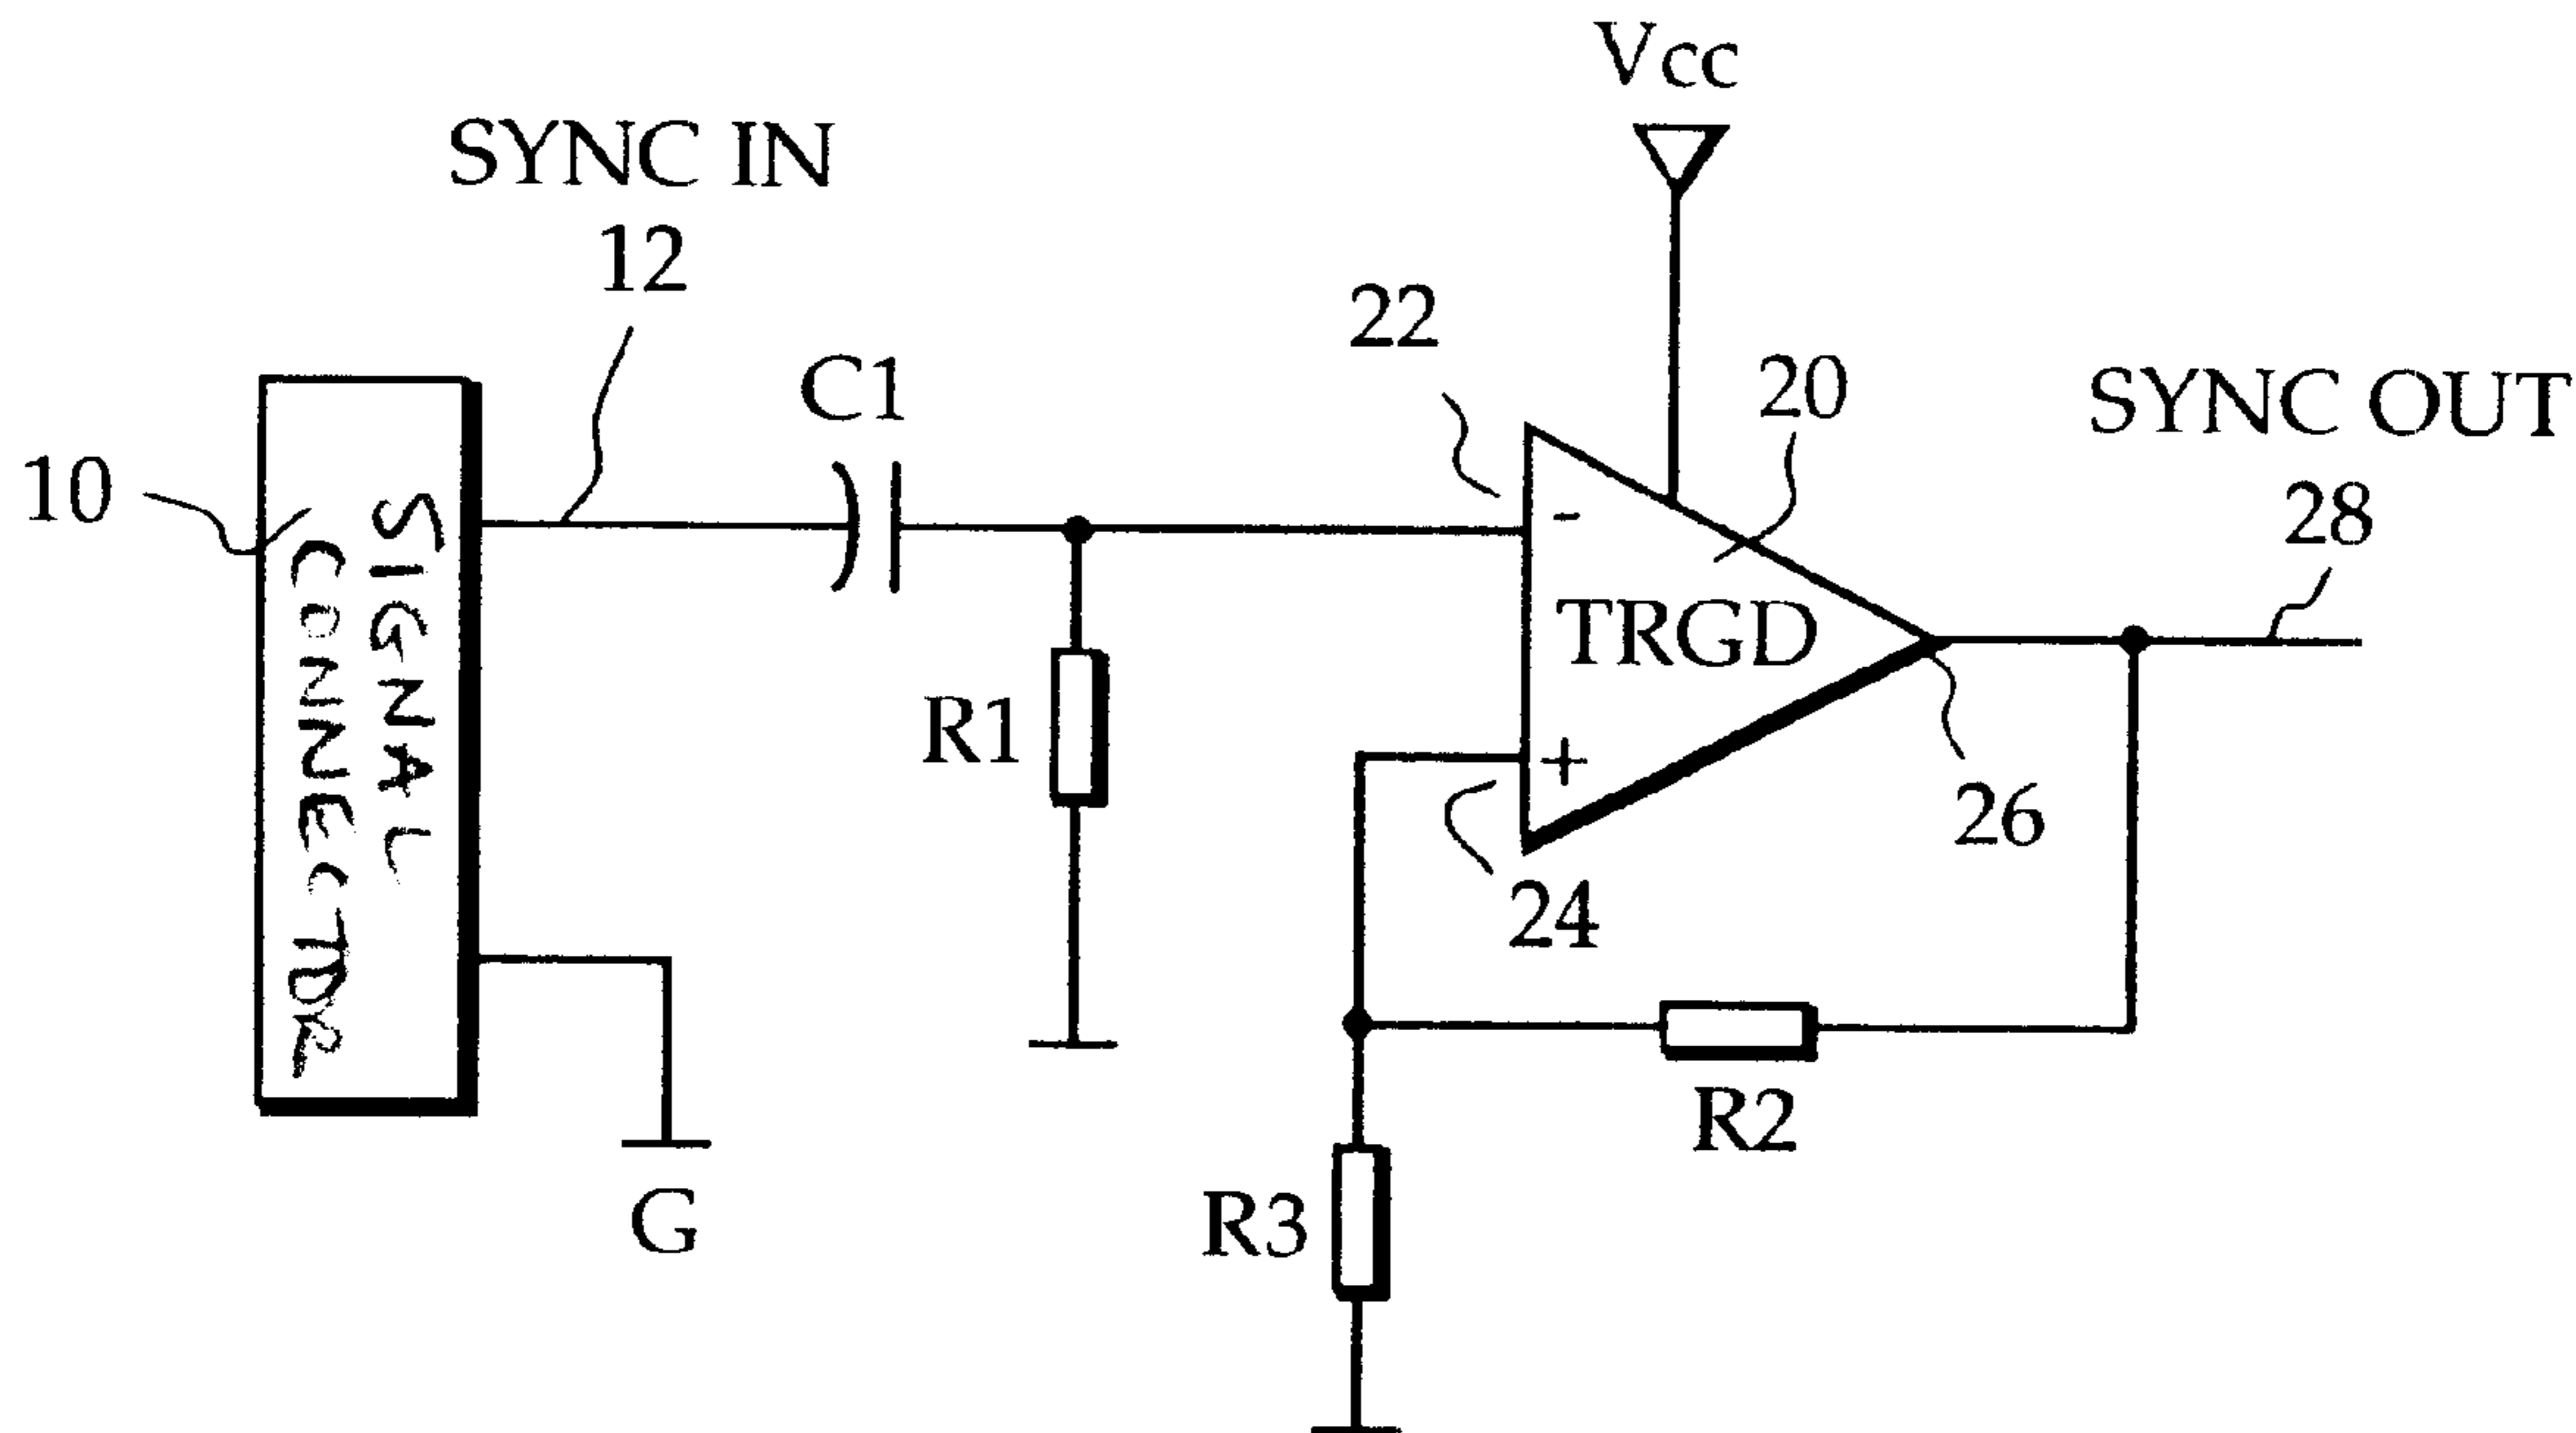 Vcc
SYNC IN
12
22
C1
20
SYNC OUT
28
10
SIGNAL
CONNECTOR
-
TRGD
R1
+
26
24
R2
R3
G